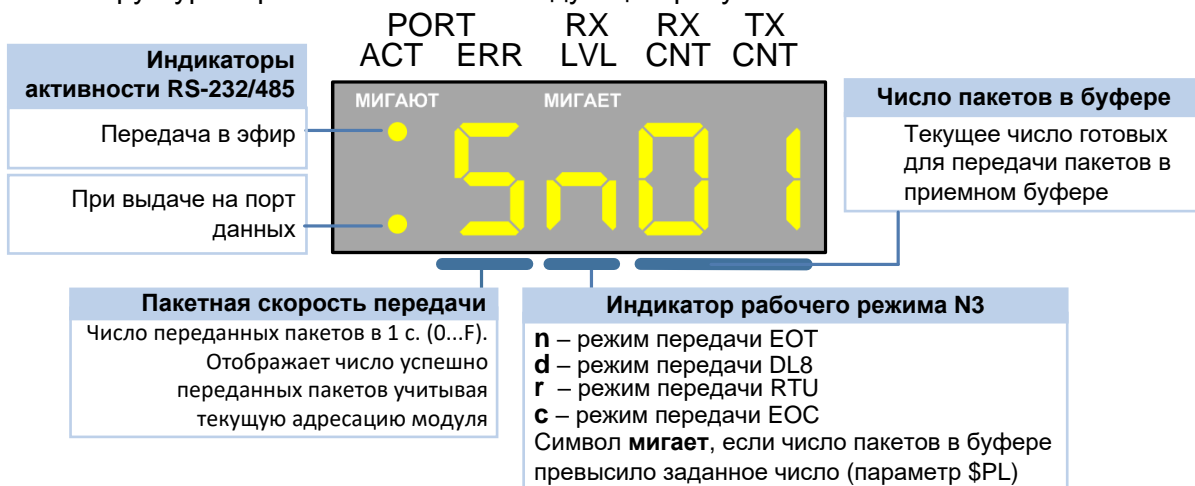 PORT RX RX TX
ACT ERR LVL CNT CNT
Индикаторы
активности RS-232/485
Передача в эфир
При выдаче на порт
данных
МИГАЮТ МИГАЕТ
5n01
Число пакетов в буфере
Текущее число готовых
для передачи пакетов в
приемном буфере
Пакетная скорость передачи
Число переданных пакетов в 1 с. (0...F).
Отображает число успешно
переданных пакетов учитывая
текущую адресацию модуля
Индикатор рабочего режима N3
n – режим передачи EOT
d – режим передачи DL8
r – режим передачи RTU
c – режим передачи EOC
Символ мигает, если число пакетов в буфере
превысило заданное число (параметр $PL)